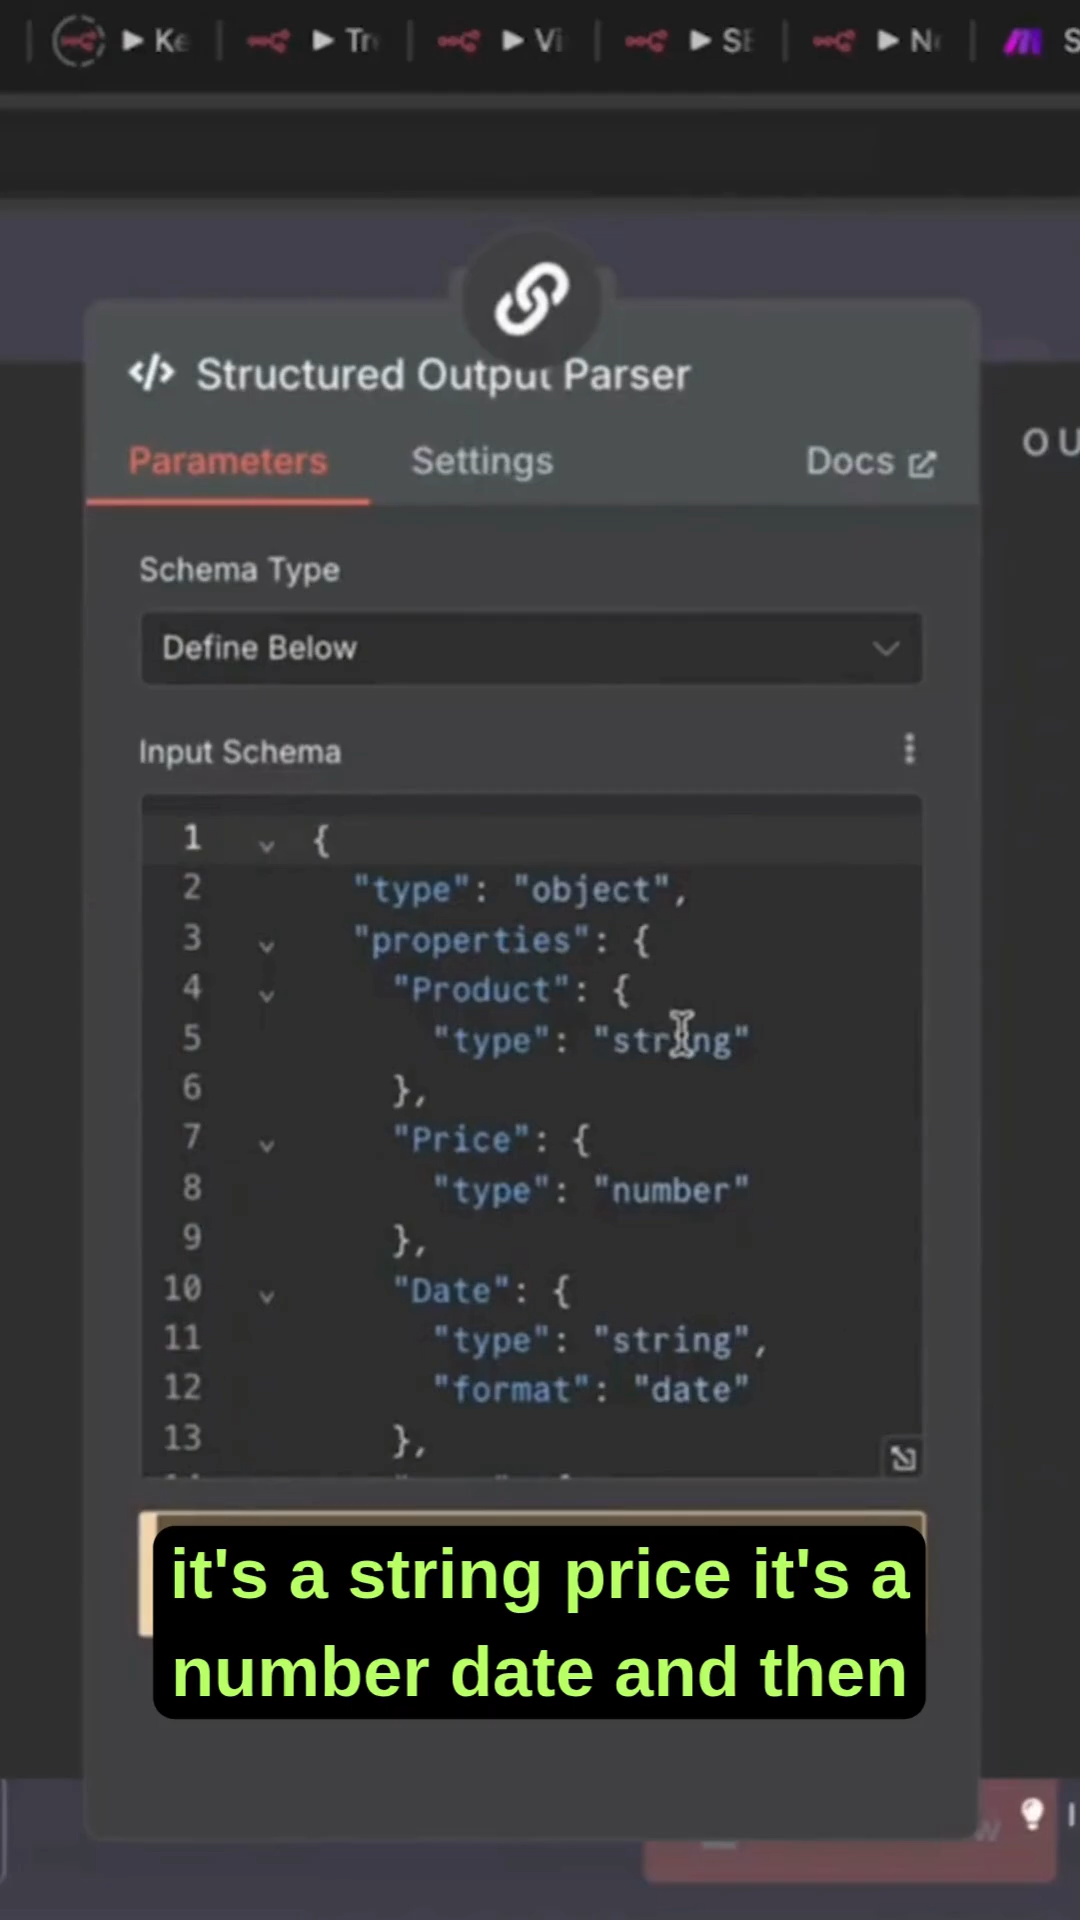 Structured Output Parser
Parameters Settings Docs
Schema Type
Define Below
Input Schema
1 {
2 "type": "object",
3 "properties": {
4 "Product": {
5 "type": "string"
6 },
7 "Price": {
8 "type": "number"
9 },
10 "Date": {
11 "type": "string",
12 "format": "date"
13 },
it's a string price it's a
number date and then